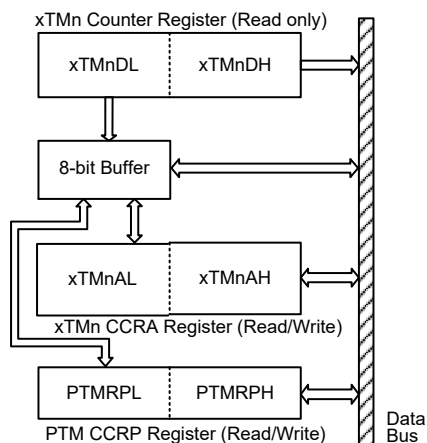 xTMn Counter Register (Read only)
xTMnDL xTMnDH
8-bit Buffer
xTMnAL xTMnAH
xTMn CCRA Register (Read/Write)
PTMRPL PTMRPH
PTM CCRP Register (Read/Write)
Data
Bus